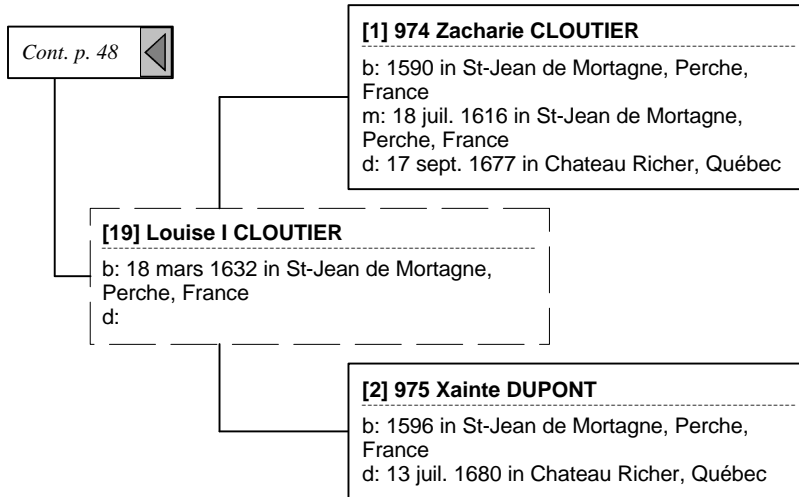 [1] 974 Zacharie CLOUTIER
Cont. p. 48
b: 1590 in St-Jean de Mortagne, Perche,
France
m: 18 juil. 1616 in St-Jean de Mortagne,
Perche, France
d: 17 sept. 1677 in Chateau Richer, Québec
[19] Louise I CLOUTIER
b: 18 mars 1632 in St-Jean de Mortagne,
Perche, France
d:
[2] 975 Xainte DUPONT
b: 1596 in St-Jean de Mortagne, Perche,
France
d: 13 juil. 1680 in Chateau Richer, Québec